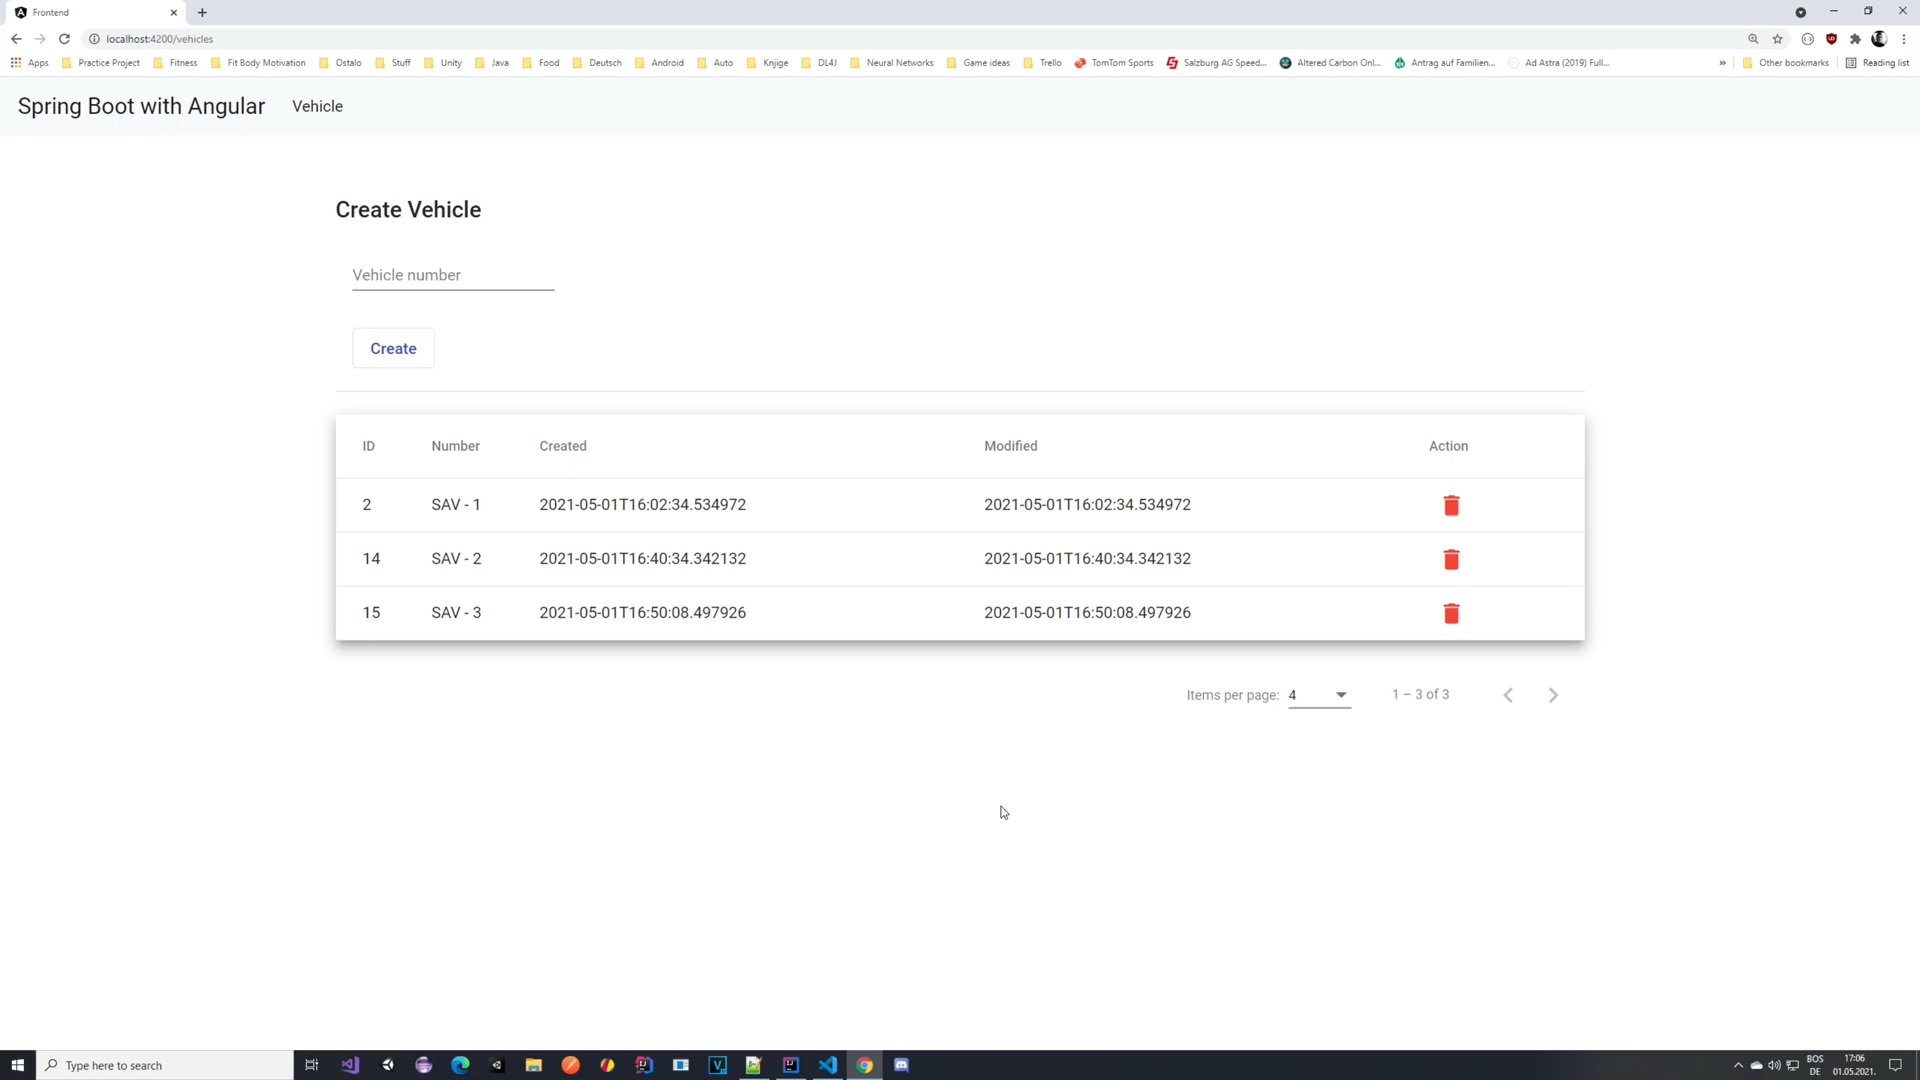 Frontend
localhost:4200/vehicles
Apps Practice Project Fitness Fit Body Motivation Ostalo Stuff Unity Java Food Deutsch Android Auto Knjige DL4J Neural Networks Game ideas Trello TomTom Sports Salzburg AG Speed... Altered Carbon Onl... Antrag auf Familien... Ad Astra (2019) Full... » Other bookmarks Reading list
Spring Boot with Angular Vehicle
Create Vehicle
Vehicle number
Create
ID Number Created Modified Action
2 SAV - 1 2021-05-01T16:02:34.534972 2021-05-01T16:02:34.534972
14 SAV - 2 2021-05-01T16:40:34.342132 2021-05-01T16:40:34.342132
15 SAV - 3 2021-05-01T16:50:08.497926 2021-05-01T16:50:08.497926
Items per page: 4 1 – 3 of 3
Type here to search
BOS 17:06
DE 01.05.2021.